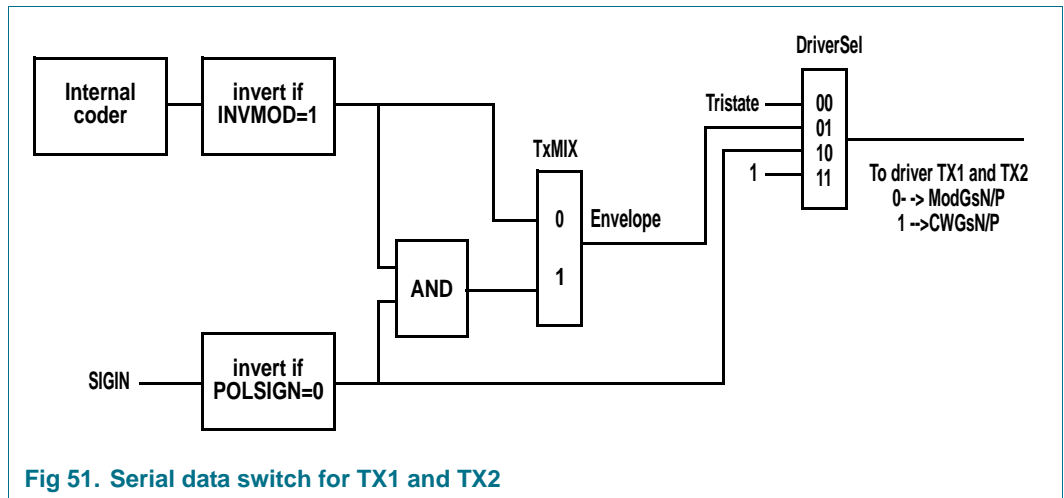 DriverSel
Internal
coder
invert if
INVMOD=1
Tristate
00
01
10
11
TxMIX
1
To driver TX1 and TX2
0- -> ModGsN/P
1 -->CWGsN/P
0
Envelope
1
AND
SIGIN
invert if
POLSIGN=0
Fig 51. Serial data switch for TX1 and TX2